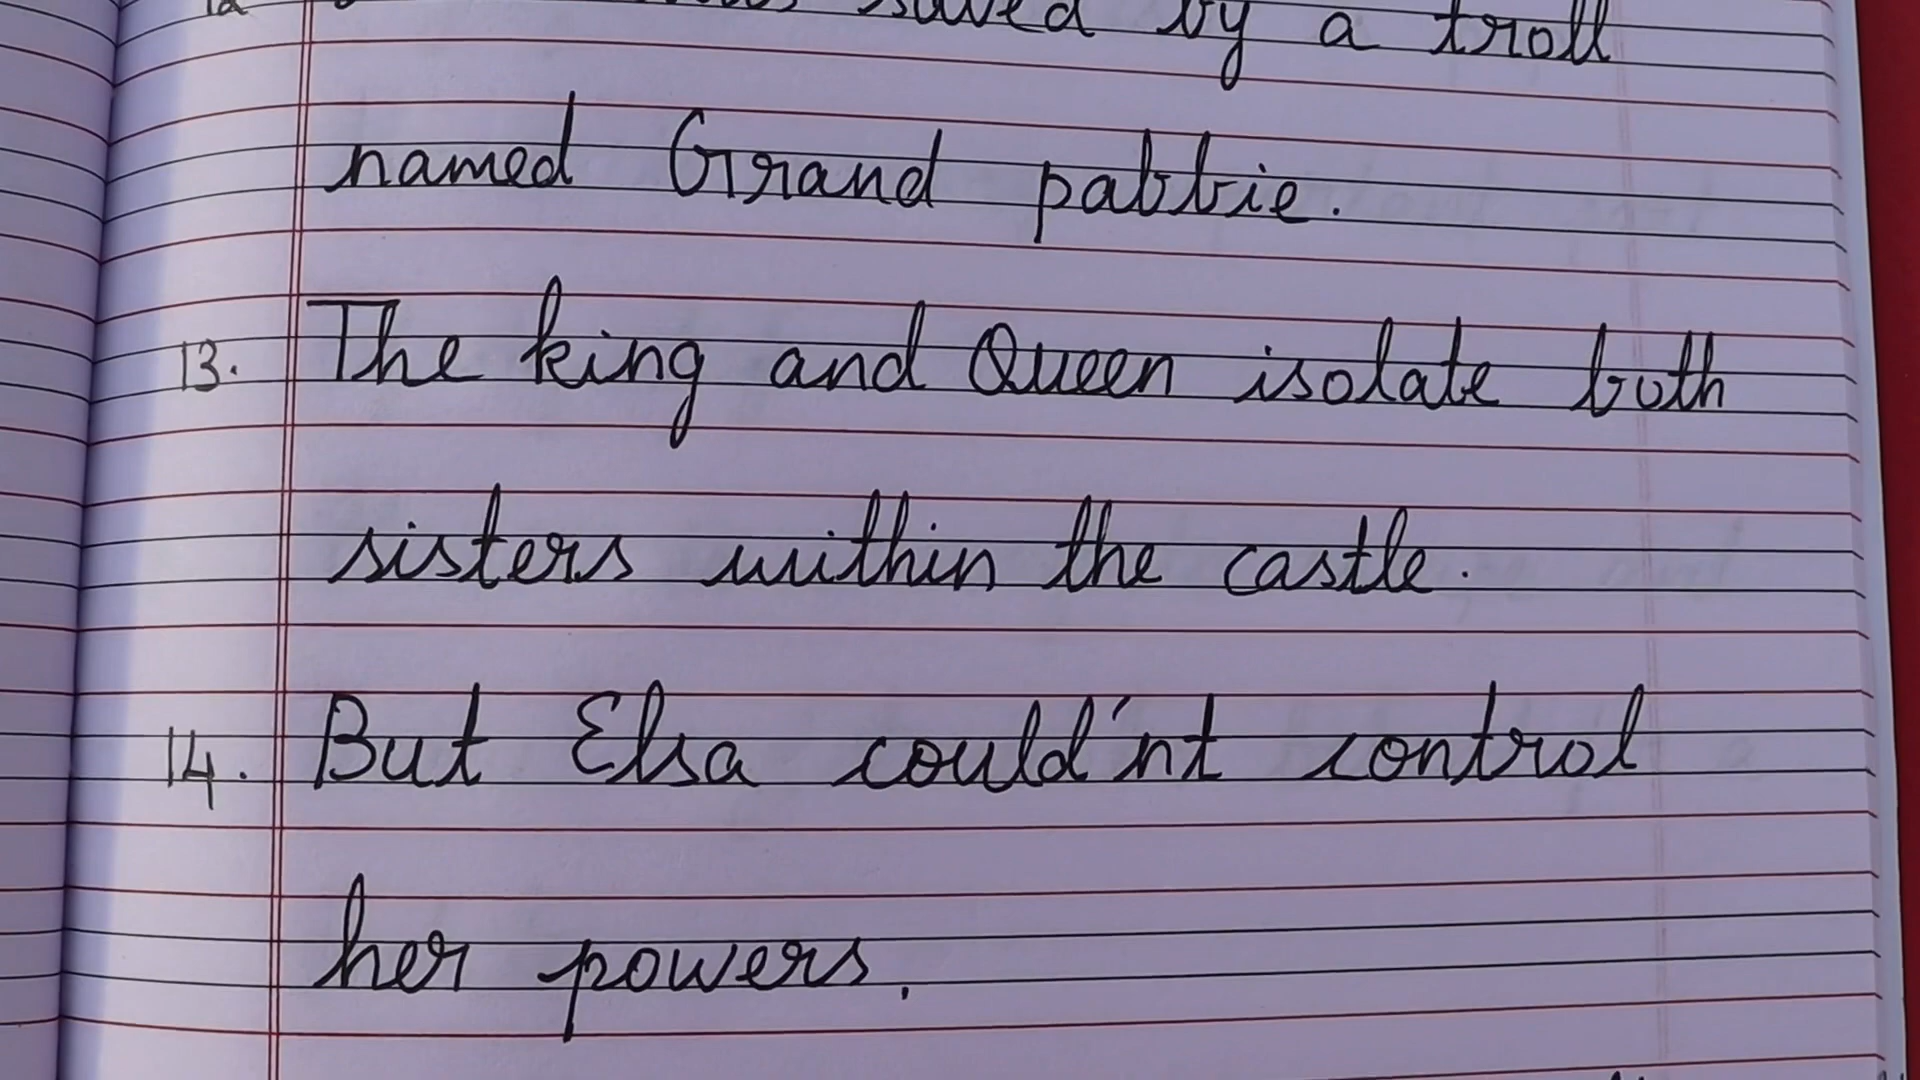 saved by a troll
named Grand pabbie.
13. The king and Queen isolate both
sisters within the castle.
14. But Elsa could'nt control
her powers.